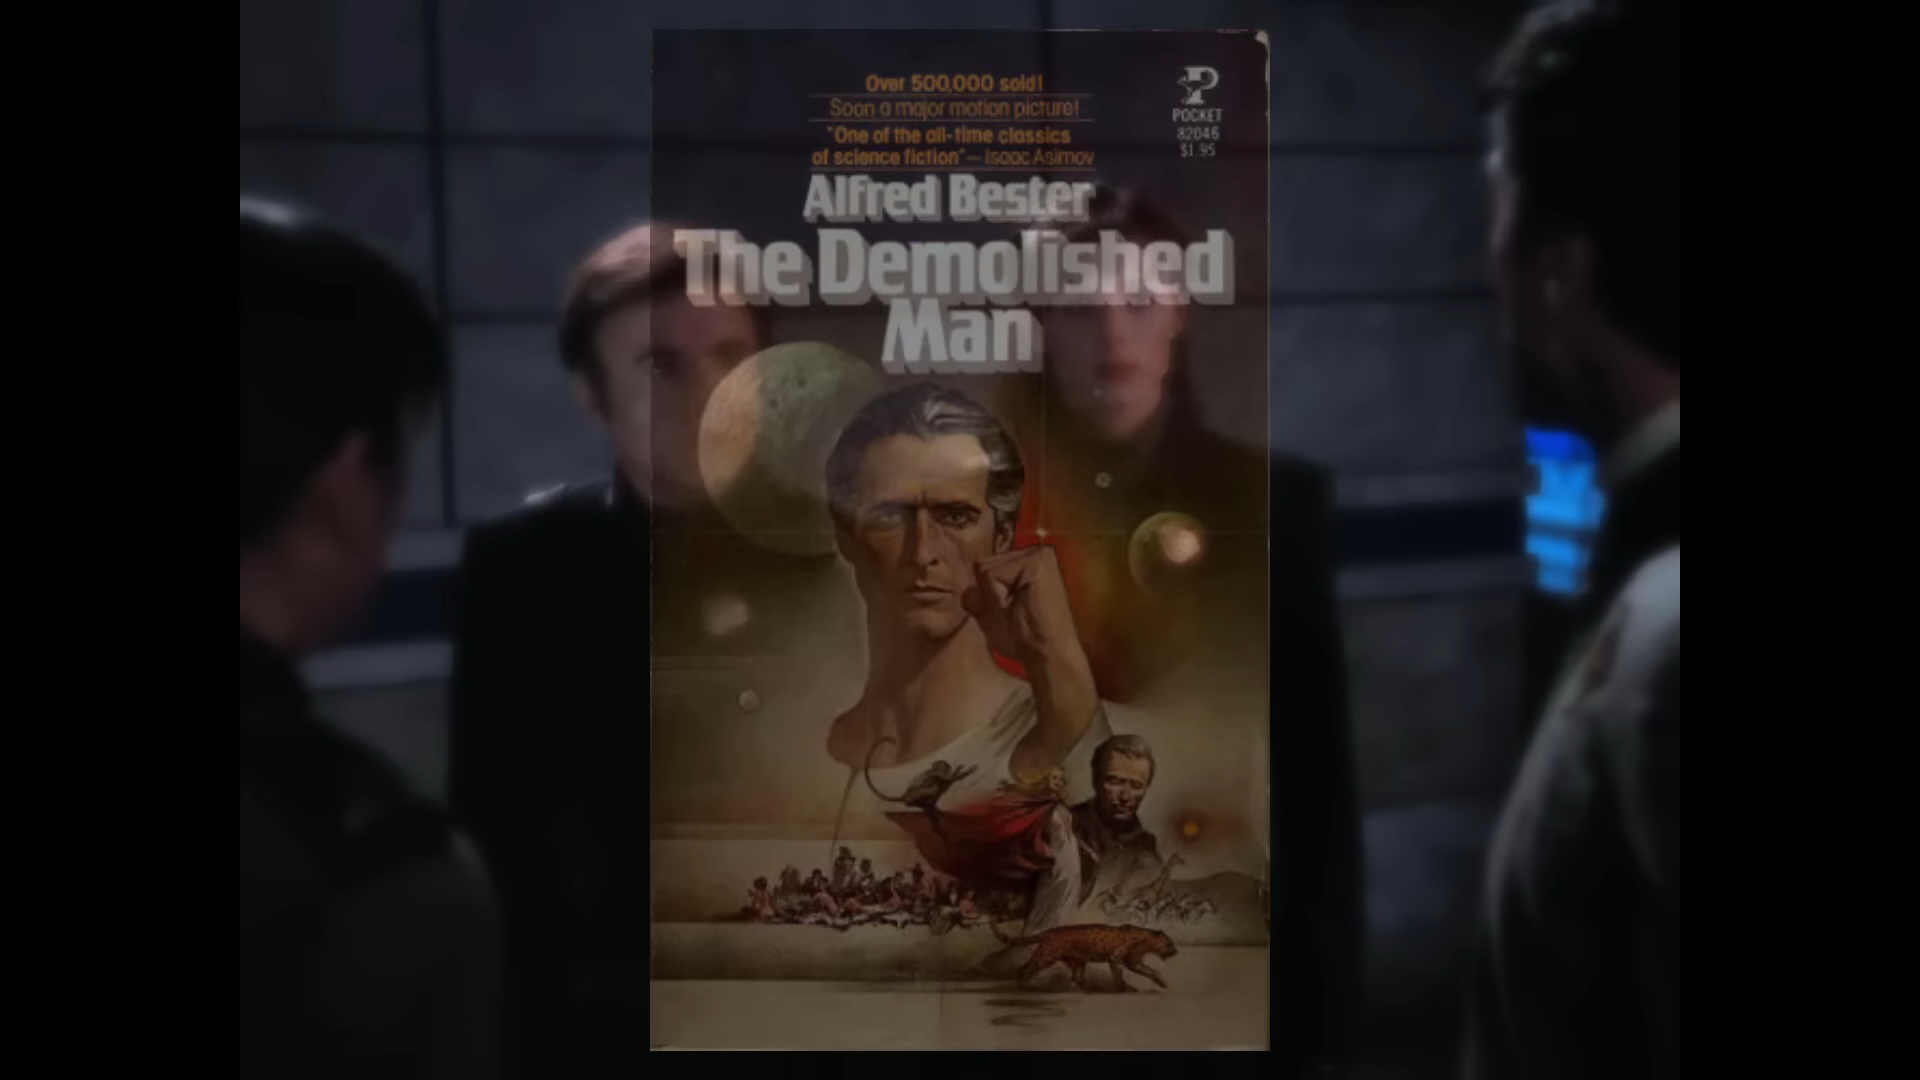 Over 500,000 sold!
Soon a major motion picture!
"One of the all-time classics
of science fiction"—Isaac Asimov
P
POCKET
82046
$1.95
Alfred Bester
The Demolished
Man